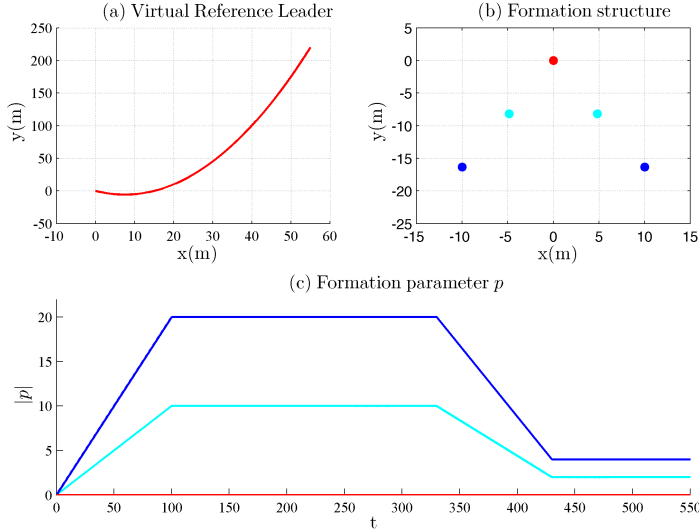 (a) Virtual Reference Leader
250
200
150
100
50
0
-50
y(m)
-10 0 10 20 30 40 50 60
x(m)
(b) Formation structure
5
0
-5
-10
-15
-20
-25
y(m)
-15 -10 -5 0 5 10 15
x(m)
(c) Formation parameter p
20
15
10
5
0
|p|
0 50 100 150 200 250 300 350 400 450 500 550
t